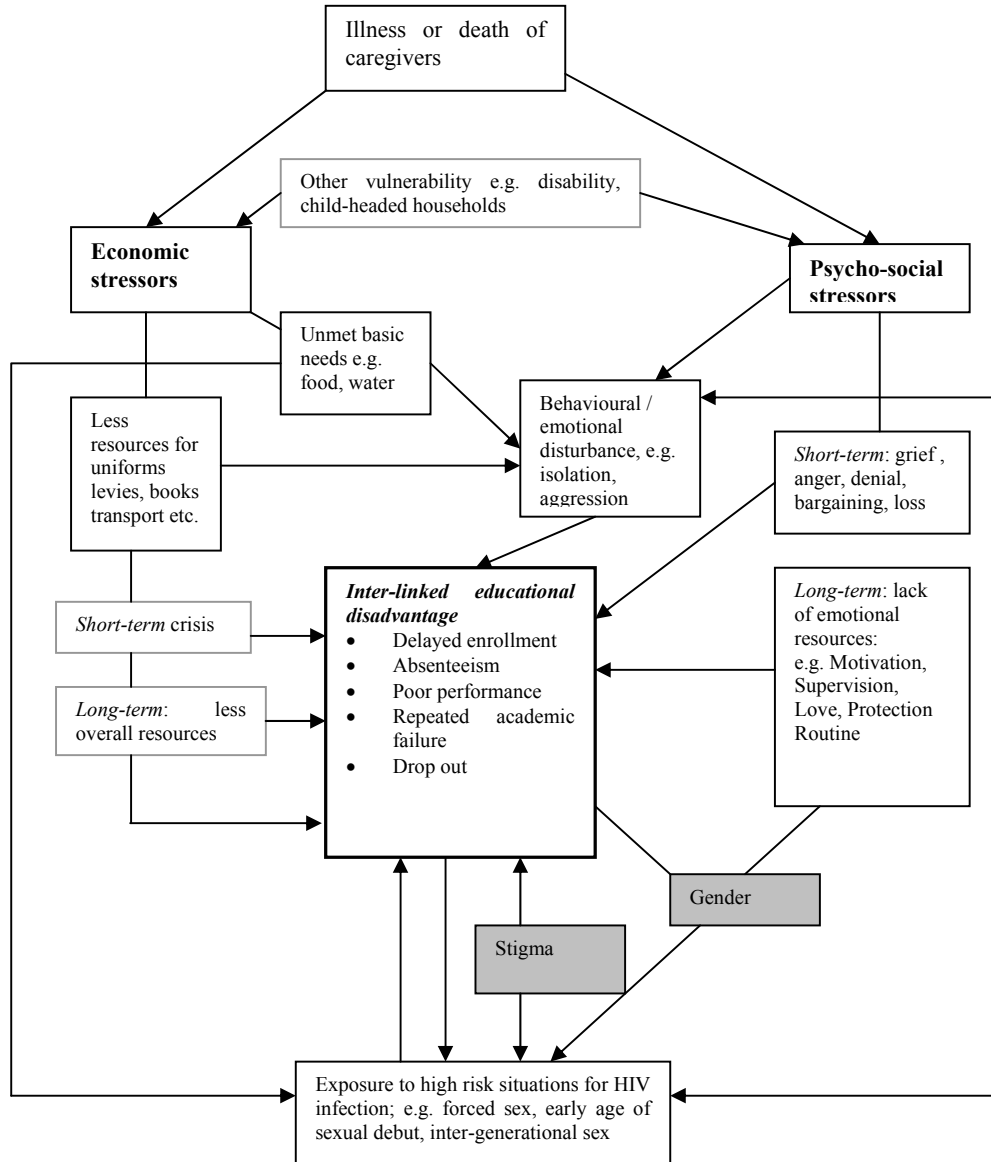 Illness or death of
caregivers
Other vulnerability e.g. disability,
child-headed households
Economic
stressors
Psycho-social
stressors
Unmet basic
needs e.g.
food, water
Behavioural /
emotional
disturbance, e.g.
isolation,
aggression
Less
resources for
uniforms
levies, books
transport etc.
Short-term: grief ,
anger, denial,
bargaining, loss
Inter-linked educational
disadvantage
• Delayed enrollment
• Absenteeism
• Poor performance
• Repeated academic
failure
• Drop out
Short-term crisis
Long-term: less
overall resources
Long-term: lack
of emotional
resources:
e.g. Motivation,
Supervision,
Love, Protection
Routine
Gender
Stigma
Exposure to high risk situations for HIV
infection; e.g. forced sex, early age of
sexual debut, inter-generational sex